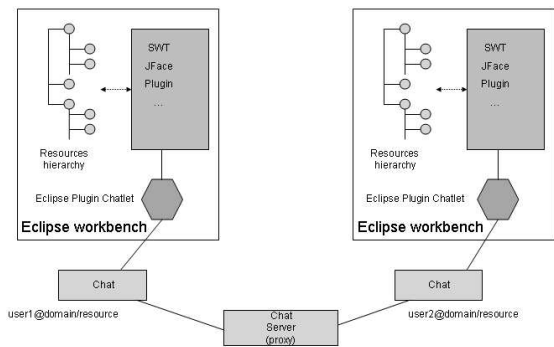 SWT
JFace
Plugin
...
Resources
hierarchy
Eclipse Plugin Chatlet
Eclipse workbench
SWT
JFace
Plugin
...
Resources
hierarchy
Eclipse Plugin Chatlet
Eclipse workbench
Chat
user1@domain/resource
Chat
user2@domain/resource
Chat
Server
(proxy)